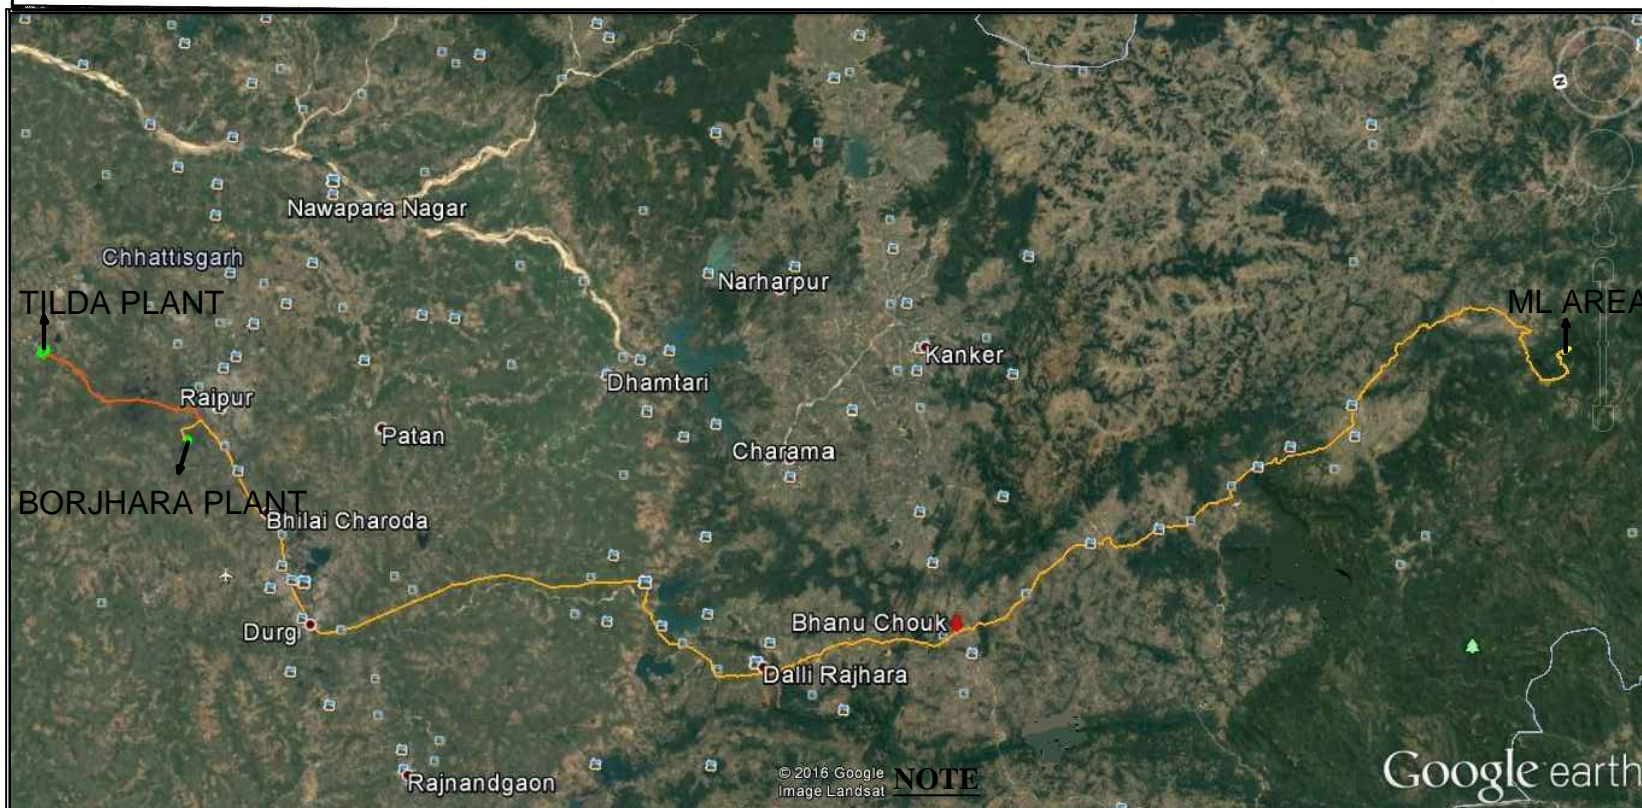 Nawapara Nagar
Chhattisgarh
Narharpur
TILDA PLANT
ML AREA
Kanker
Dhamtari
Raipur
Patan
Charama
BORJHARA PLANT
Bhilai Charoda
Durg
Bhanu Chouk
Dalli Rajhara
Rajnandgaon
© 2016 Google
Image Landsat
NOTE
Google earth
N